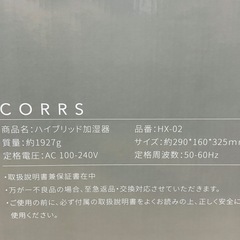 CORRS
商品名：ハイブリッド加湿器 品番：HX-02
質量：約1927g サイズ：約290*160*325mm
定格電圧：AC 100-240V 定格周波数：50-60Hz
・取扱説明書兼保証書在中
・万が一不良品の場合、至急返品・交換対応させていただきます。
・ご使用の前に、必ず付属の取扱説明書をお読みの上、正しく安全に
使用ください。